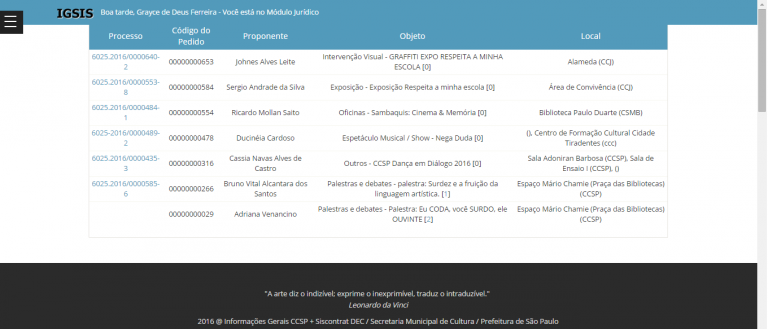 IGSIS Boa tarde, Grayce de Deus Ferreira - Você está no Módulo Jurídico
Processo Código do Pedido Proponente Objeto Local
6025.2016/0000640-2 00000000653 Johnes Alves Leite Intervenção Visual - GRAFFITI EXPO RESPEITA A MINHA ESCOLA [0] Alameda (CCJ)
6025.2016/0000553-8 00000000584 Sergio Andrade da Silva Exposição - Exposição Respeita a minha escola [0] Área de Convivência (CCJ)
6025.2016/0000484-1 00000000554 Ricardo Mollan Saito Oficinas - Sambaquis: Cinema & Memória [0] Biblioteca Paulo Duarte (CSMB)
6025-2016/0000489-2 00000000478 Ducinéia Cardoso Espetáculo Musical / Show - Nega Duda [0] (), Centro de Formação Cultural Cidade Tiradentes (ccc)
6025.2016/0000435-3 00000000316 Cassia Navas Alves de Castro Outros - CCSP Dança em Diálogo 2016 [0] Sala Adoniran Barbosa (CCSP), Sala de Ensaio I (CCSP), ()
6025.2016/0000585-6 00000000266 Bruno Vital Alcantara dos Santos Palestras e debates - palestra: Surdez e a fruição da linguagem artística. [1] Espaço Mário Chamie (Praça das Bibliotecas) (CCSP)
00000000029 Adriana Venancino Palestras e debates - Palestra: Eu CODA, você SURDO, ele OUVINTE [2] Espaço Mário Chamie (Praça das Bibliotecas) (CCSP)
"A arte diz o indizível; exprime o inexprimível, traduz o intraduzível."
Leonardo da Vinci
2016 @ Informações Gerais CCSP + Siscontrat DEC / Secretaria Municipal de Cultura / Prefeitura de São Paulo